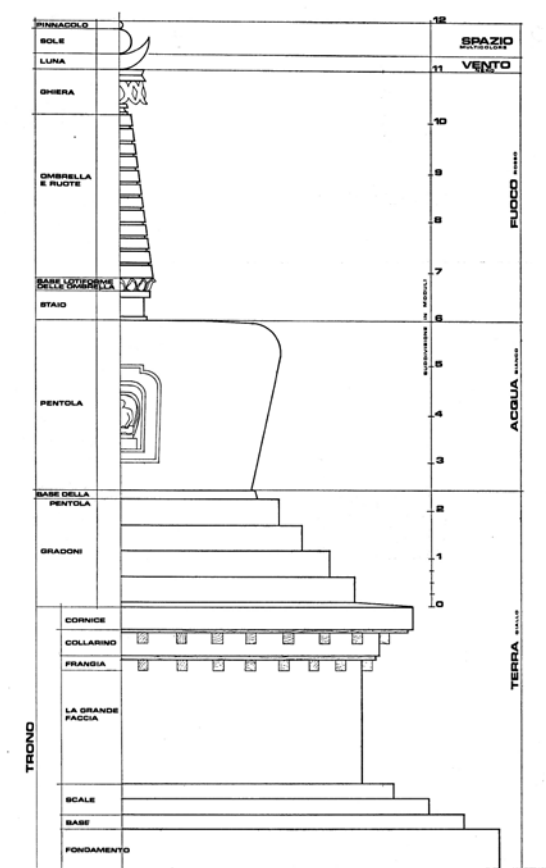 PINNACOLO
SOLE
LUNA
GHIERA
OMBRELLA
E RUOTE
BASE LOTIFORME
DELLE OMBRELLA
STAIO
PENTOLA
BASE DELLA
PENTOLA
GRADONI
CORNICE
COLLARINO
FRANGIA
LA GRANDE
FACCIA
SCALE
BASE
FONDAMENTO
TRONO
12
11
10
9
8
7
6
5
4
3
2
1
0
SUDDIVISIONE IN MODULI
SPAZIO
MULTICOLORE
VENTO
NERO
FUOCO ROSSO
ACQUA BIANCO
TERRA GIALLO